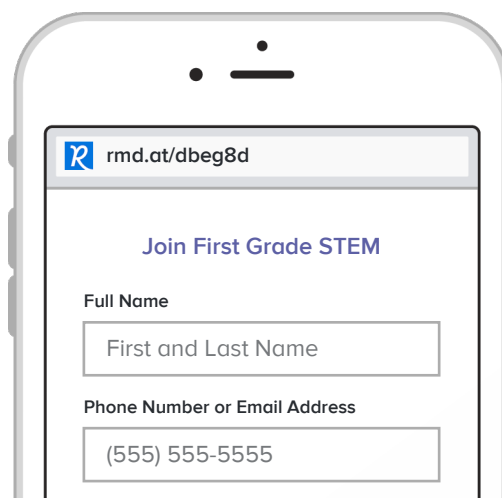 rmd.at/dbeg8d
Join First Grade STEM
Full Name
First and Last Name
Phone Number or Email Address
(555) 555-5555